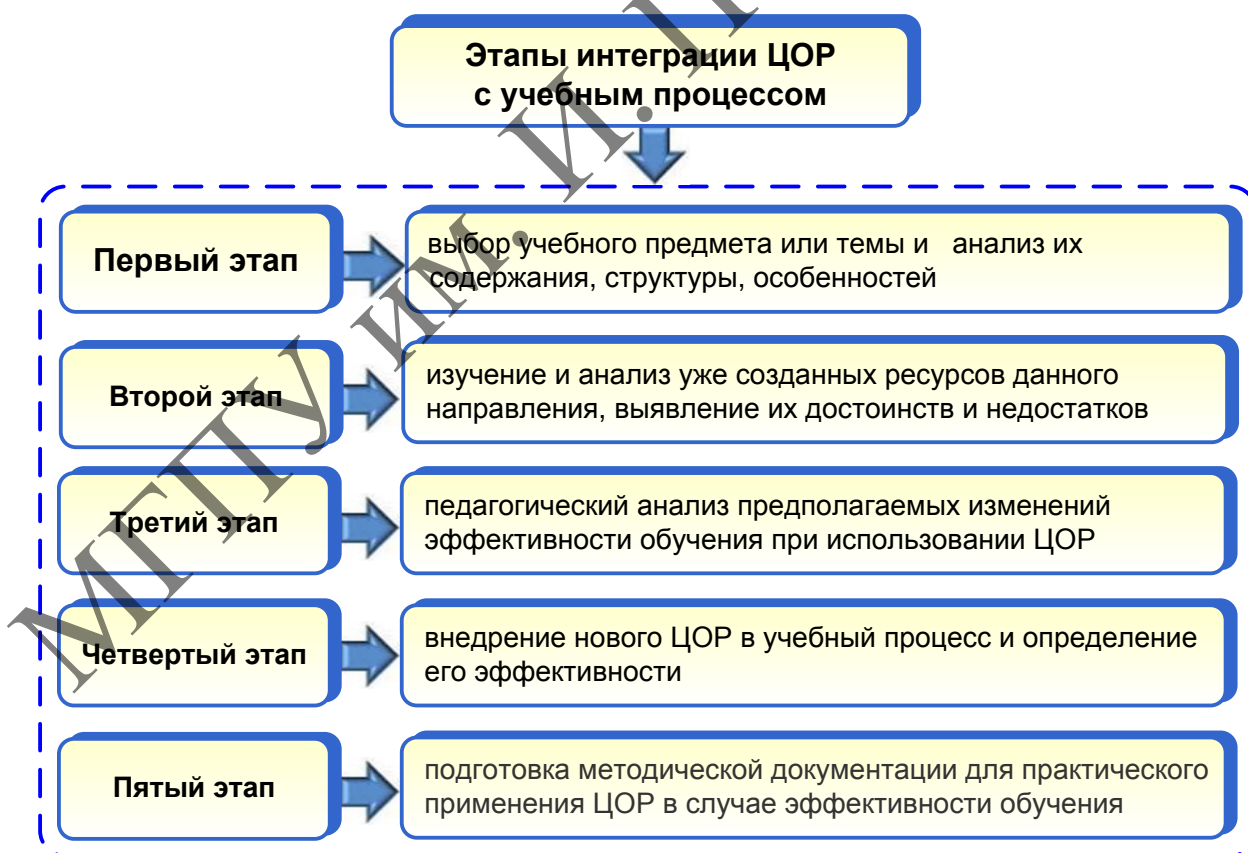 Этапы интеграции ЦОР
с учебным процессом
Первый этап
выбор учебного предмета или темы и анализ их
содержания, структуры, особенностей
Второй этап
изучение и анализ уже созданных ресурсов данного
направления, выявление их достоинств и недостатков
Третий этап
педагогический анализ предполагаемых изменений
эффективности обучения при использовании ЦОР
Четвертый этап
внедрение нового ЦОР в учебный процесс и определение
его эффективности
Пятый этап
подготовка методической документации для практического
применения ЦОР в случае эффективности обучения
МГПУ им. И.